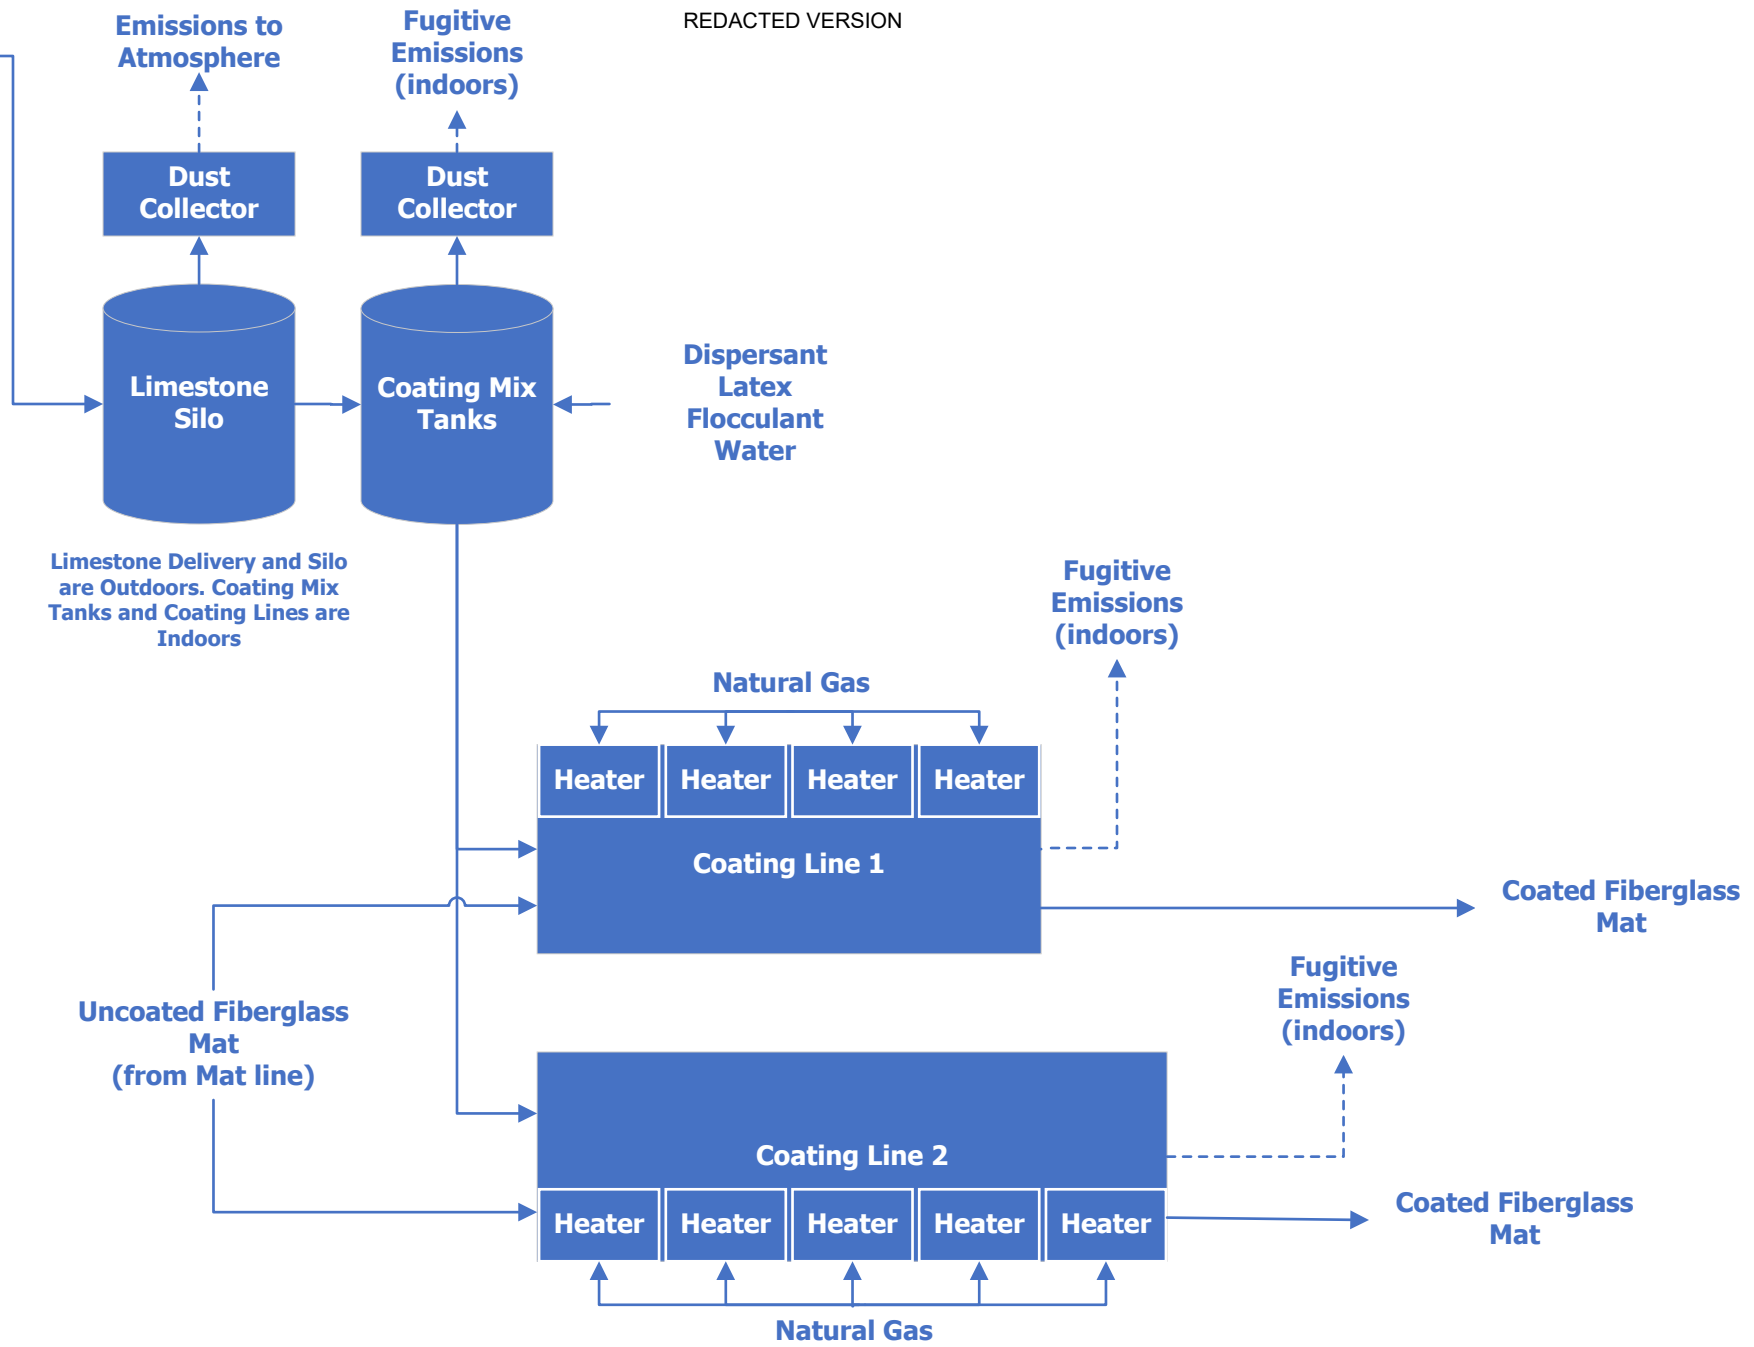 REDACTED VERSION
Emissions to
Atmosphere
Fugitive
Emissions
(indoors)
Dust
Collector
Dust
Collector
Limestone
Silo
Coating Mix
Tanks
Dispersant
Latex
Flocculant
Water
Limestone Delivery and Silo
are Outdoors. Coating Mix
Tanks and Coating Lines are
Indoors
Fugitive
Emissions
(indoors)
Natural Gas
Heater
Heater
Heater
Heater
Coating Line 1
Coated Fiberglass
Mat
Uncoated Fiberglass
Mat
(from Mat line)
Fugitive
Emissions
(indoors)
Coating Line 2
Heater
Heater
Heater
Heater
Heater
Coated Fiberglass
Mat
Natural Gas